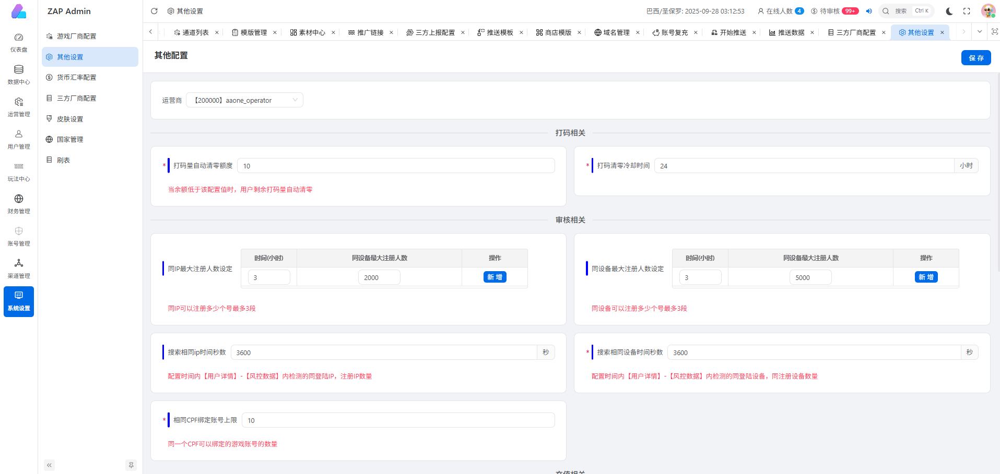 ZAP Admin
其他设置
巴西/圣保罗: 2025-09-28 03:12:53
在线人数 4
待审核 99+
搜索 Ctrl K
通道列表
模版管理
素材中心
推广链接
三方上报配置
推送模板
商店模版
域名管理
账号复充
开始推送
推送数据
三方厂商配置
其他设置
仪表盘
数据中心
运营管理
用户管理
玩法中心
财务管理
账号管理
渠道管理
系统设置
游戏厂商配置
其他设置
货币汇率配置
三方厂商配置
皮肤设置
国家管理
刷表
其他配置
保 存
运营商 【200000】aaone_operator
打码相关
* 打码量自动清零额度 10
当余额低于该配置值时，用户剩余打码量自动清零
* 打码清零冷却时间 24 小时
审核相关
同IP最大注册人数设定
时间(小时) 同设备最大注册人数 操作
3 2000 新 增
同IP可以注册多少个号最多3段
同设备最大注册人数设定
时间(小时) 同设备最大注册人数 操作
3 5000 新 增
同设备可以注册多少个号最多3段
搜索相同ip时间秒数 3600 秒
配置时间内【用户详情】-【风控数据】内检测的同登陆IP，注册IP数量
* 搜索相同设备时间秒数 3600 秒
配置时间内【用户详情】-【风控数据】内检测的同登陆设备，同注册设备数量
* 相同CPF绑定账号上限 10
同一个CPF可以绑定的游戏账号的数量
充值相关